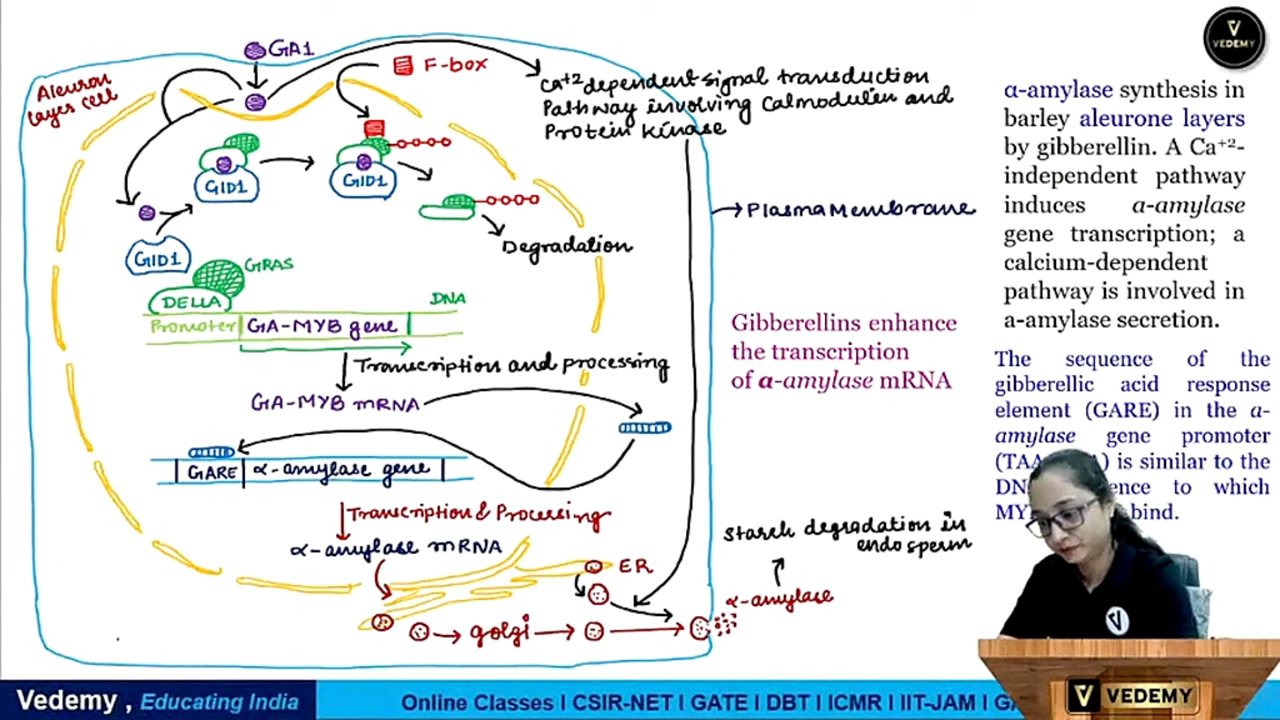 VEDEMY
GA1
F-box
Aleuron
layes cell
Ca+2 dependent signal transduction
Pathway involving Calmodulin and
Protein Kinase
GID1
GID1
Plasma Membrane
Degradation
GID1
GRAS
DELLA
DNA
Promoter
GA-MYB gene
Transcription and processing
GA-MYB mRNA
GARE
α-amylase gene
Transcription & Processing
α-amylase mRNA
ER
golgi
α-amylase
Starch degradation in
endosperm
Gibberellins enhance
the transcription
of a-amylase mRNA
α-amylase synthesis in
barley aleurone layers
by gibberellin. A Ca+2-
independent pathway
induces a-amylase
gene transcription; a
calcium-dependent
pathway is involved in
a-amylase secretion.
The sequence of the
gibberellic acid response
element (GARE) in the a-
amylase gene promoter
is similar to the
to which
bind.
VEDEMY
Vedemy , Educating India
Online Classes I CSIR-NET I GATE I DBT I ICMR I IIT-JAM I